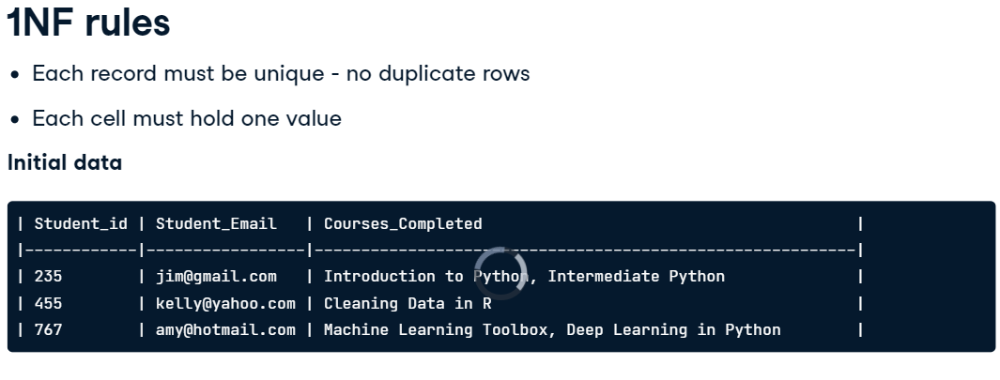 1NF rules
• Each record must be unique - no duplicate rows
• Each cell must hold one value
Initial data
| Student_id | Student_Email   | Courses_Completed                                        |
|------------|-----------------|----------------------------------------------------------|
| 235        | jim@gmail.com   | Introduction to Python, Intermediate Python              |
| 455        | kelly@yahoo.com | Cleaning Data in R                                       |
| 767        | amy@hotmail.com | Machine Learning Toolbox, Deep Learning in Python        |